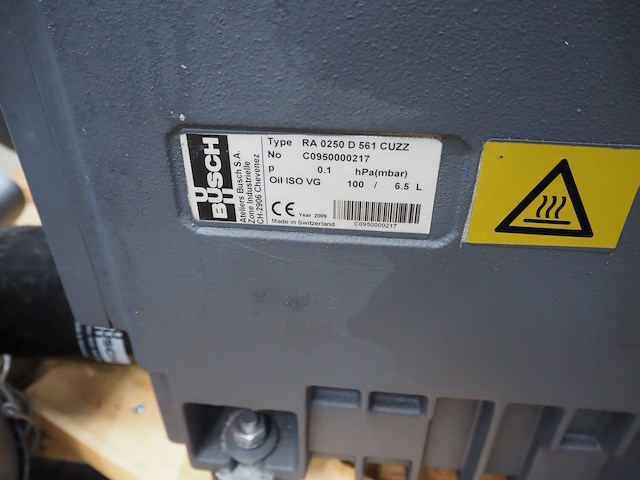 BUSCH
Ateliers Busch S.A.
Zone Industrielle
CH-2906 Chevenez
Type RA 0250 D 561 CUZZ
No C0950000217
p 0.1 hPa(mbar)
Oil ISO VG 100 / 6.5 L
CE Year 2009
Made in Switzerland
C0950000217